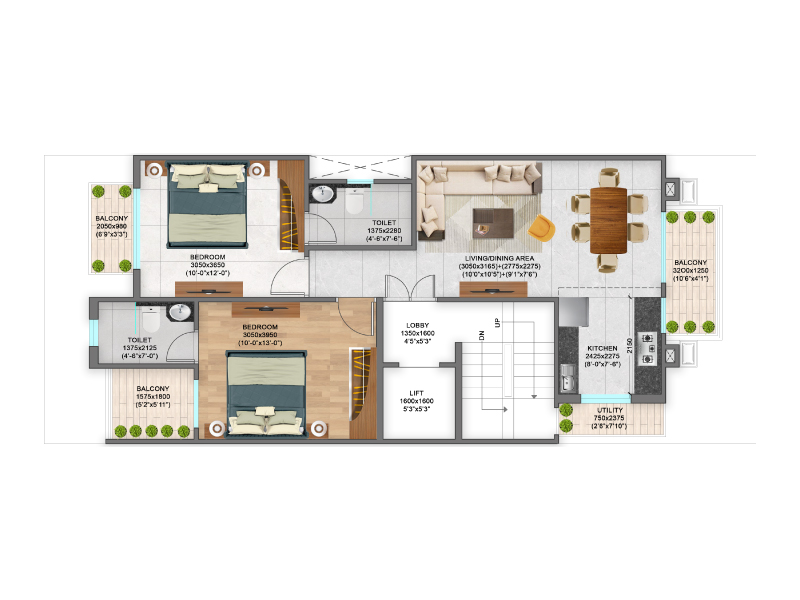 BALCONY
2050x980
(6'9"x3'3")
BEDROOM
3050x3650
(10'-0"x12'-0")
TOILET
1375x2280
(4'-6"x7'-6")
LIVING/DINING AREA
(3050x3165)+(2775x2275)
(10'0"x10'5")+(9'1"x7'6")
BALCONY
3200x1250
(10'6"x4'1")
TOILET
1375x2125
(4'-6"x7'-0")
BEDROOM
3050x3950
(10'-0"x13'-0")
LOBBY
1350x1600
4'5"x5'3"
DN
UP
KITCHEN
2425x2275
(8'-0"x7'-6")
2150
BALCONY
1575x1800
(5'2"x5'11")
LIFT
1600x1600
5'3"x5'3"
UTILITY
750x2375
(2'6"x7'10")